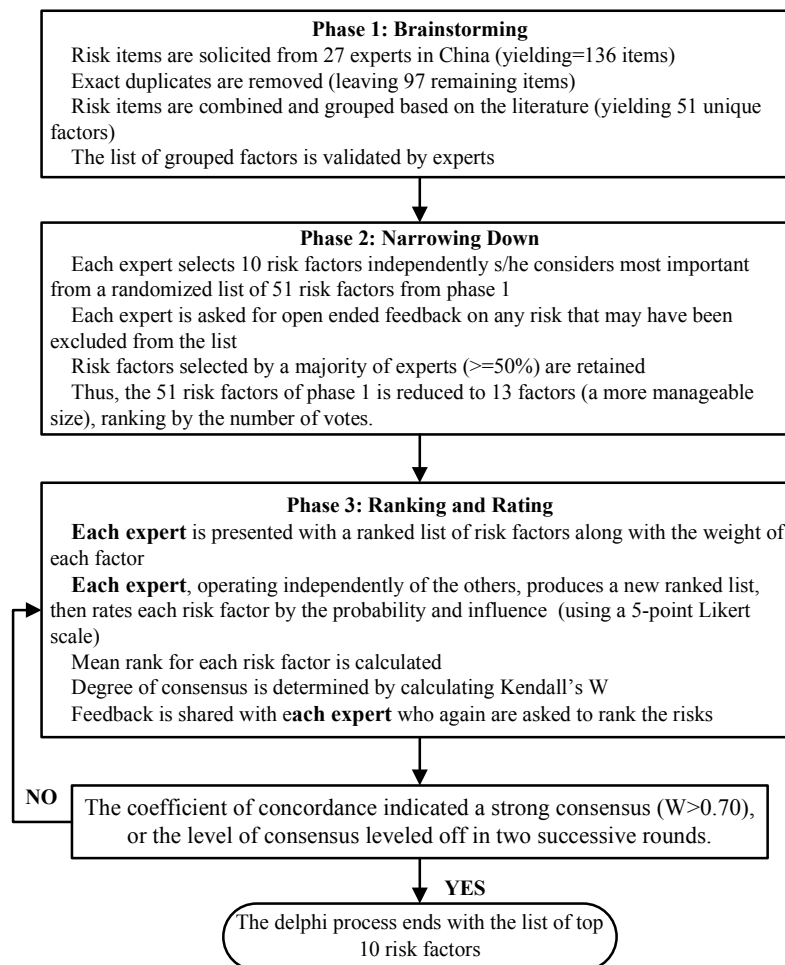 Phase 1: Brainstorming
Risk items are solicited from 27 experts in China (yielding=136 items)
Exact duplicates are removed (leaving 97 remaining items)
Risk items are combined and grouped based on the literature (yielding 51 unique
factors)
The list of grouped factors is validated by experts
Phase 2: Narrowing Down
Each expert selects 10 risk factors independently s/he considers most important
from a randomized list of 51 risk factors from phase 1
Each expert is asked for open ended feedback on any risk that may have been
excluded from the list
Risk factors selected by a majority of experts (>=50%) are retained
Thus, the 51 risk factors of phase 1 is reduced to 13 factors (a more manageable
size), ranking by the number of votes.
Phase 3: Ranking and Rating
Each expert is presented with a ranked list of risk factors along with the weight of
each factor
Each expert, operating independently of the others, produces a new ranked list,
then rates each risk factor by the probability and influence (using a 5-point Likert
scale)
Mean rank for each risk factor is calculated
Degree of consensus is determined by calculating Kendall's W
Feedback is shared with each expert who again are asked to rank the risks
NO
The coefficient of concordance indicated a strong consensus (W>0.70),
or the level of consensus leveled off in two successive rounds.
YES
The delphi process ends with the list of top
10 risk factors